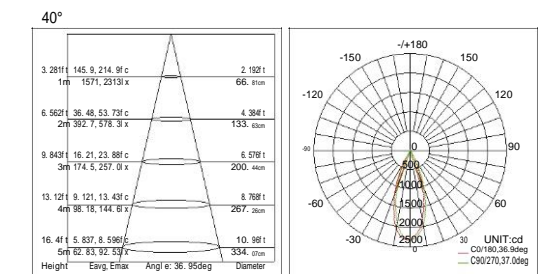 40°
3.281ft 145.9, 214.9fc 2.192ft
1m 1571, 2313lx 66.81cm
6.562ft 36.48, 53.73fc 4.384ft
2m 392.7, 578.3lx 133.63cm
9.843ft 16.21, 23.88fc 6.576ft
3m 174.5, 257.0lx 200.44cm
13.12ft 9.121, 13.43fc 8.768ft
4m 98.18, 144.6lx 267.26cm
16.4ft 5.837, 8.596fc 10.96ft
5m 62.83, 92.53lx 334.07cm
Height Eavg, Emax Angle: 36.95deg Diameter
-/+180
-150 150
-120 120
-90 0 90
500
-60 1000 60
1500
2000
-30 2500 30
UNIT:cd
C0/180,36.9deg
C90/270,37.0deg